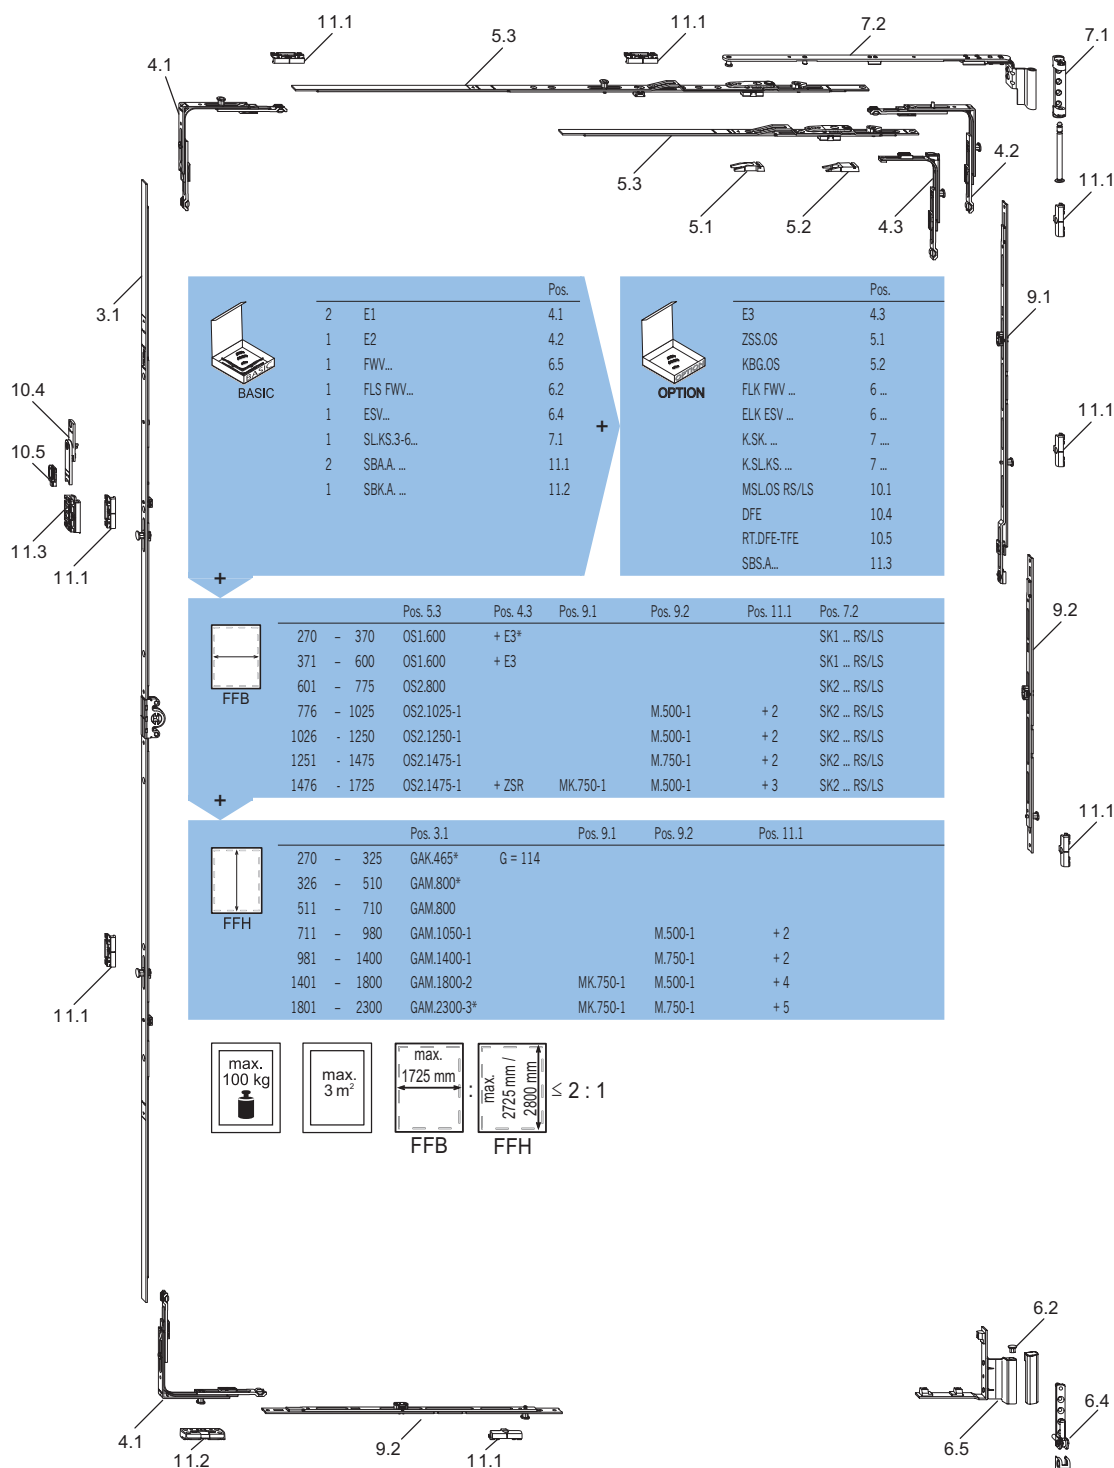 11.1
5.3
11.1
7.2
7.1
4.1
5.3
5.1
5.2
4.3
4.2
11.1
3.1
9.1
10.4
10.5
11.3
11.1
11.1
9.2
11.1
11.1
BASIC
BASIC
Pos.
2 E1 4.1
1 E2 4.2
1 FWV... 6.5
1 FLS FWV... 6.2
1 ESV... 6.4
1 SL.KS.3-6... 7.1
2 SBA.A. ... 11.1
1 SBK.A. ... 11.2
+
OPTION
OPTION
Pos.
E3 4.3
ZSS.OS 5.1
KBG.OS 5.2
FLK FWV ... 6 ...
ELK ESV ... 6 ...
K.SK. ... 7 ....
K.SL.KS. ... 7 ...
MSL.OS RS/LS 10.1
DFE 10.4
RT.DFE-TFE 10.5
SBS.A... 11.3
+
FFB
Pos. 5.3 Pos. 4.3 Pos. 9.1 Pos. 9.2 Pos. 11.1 Pos. 7.2
270 – 370 OS1.600 + E3* SK1 ... RS/LS
371 – 600 OS1.600 + E3 SK1 ... RS/LS
601 – 775 OS2.800 SK2 ... RS/LS
776 – 1025 OS2.1025-1 M.500-1 + 2 SK2 ... RS/LS
1026 - 1250 OS2.1250-1 M.500-1 + 2 SK2 ... RS/LS
1251 - 1475 OS2.1475-1 M.750-1 + 2 SK2 ... RS/LS
1476 - 1725 OS2.1475-1 + ZSR MK.750-1 M.500-1 + 3 SK2 ... RS/LS
+
FFH
Pos. 3.1 Pos. 9.1 Pos. 9.2 Pos. 11.1
270 – 325 GAK.465* G = 114
326 – 510 GAM.800*
511 – 710 GAM.800
711 – 980 GAM.1050-1 M.500-1 + 2
981 – 1400 GAM.1400-1 M.750-1 + 2
1401 – 1800 GAM.1800-2 MK.750-1 M.500-1 + 4
1801 – 2300 GAM.2300-3* MK.750-1 M.750-1 + 5
max.
100 kg
max.
3 m²
max.
1725 mm
FFB
:
max.
2725 mm /
2800 mm
FFH
≤ 2 : 1
4.1
11.2
9.2
11.1
6.2
6.5
6.4